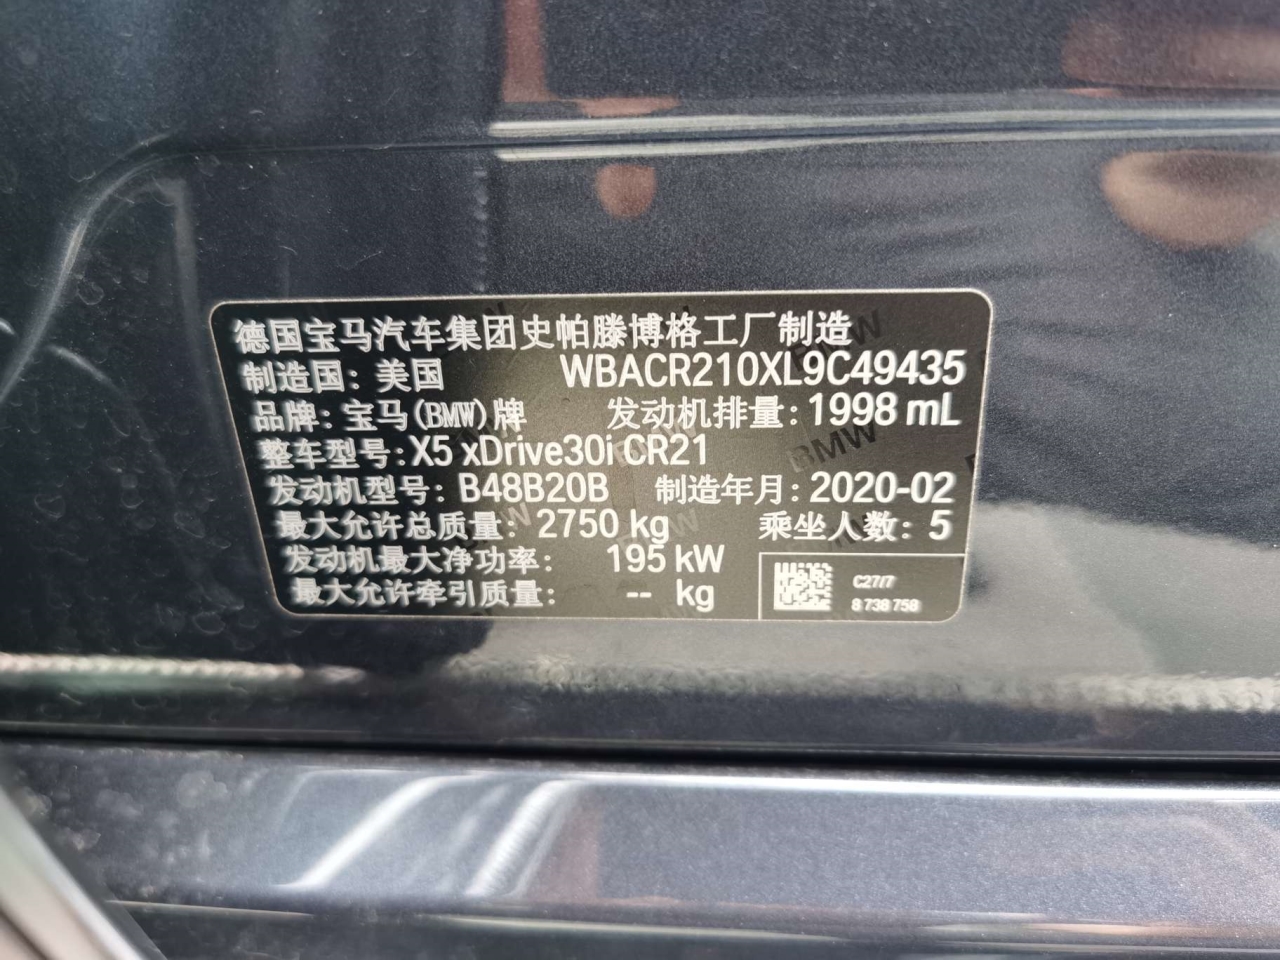 德国宝马汽车集团史帕滕博格工厂制造
制造国：美国 WBACR210XL9C49435
品牌：宝马(BMW)牌 发动机排量：1998 mL
整车型号：X5 xDrive30i CR21
发动机型号：B48B20B 制造年月：2020-02
最大允许总质量：2750 kg 乘坐人数：5
发动机最大净功率： 195 kW
最大允许牵引质量： -- kg
C27/7
8 738 758
BMW
BMW